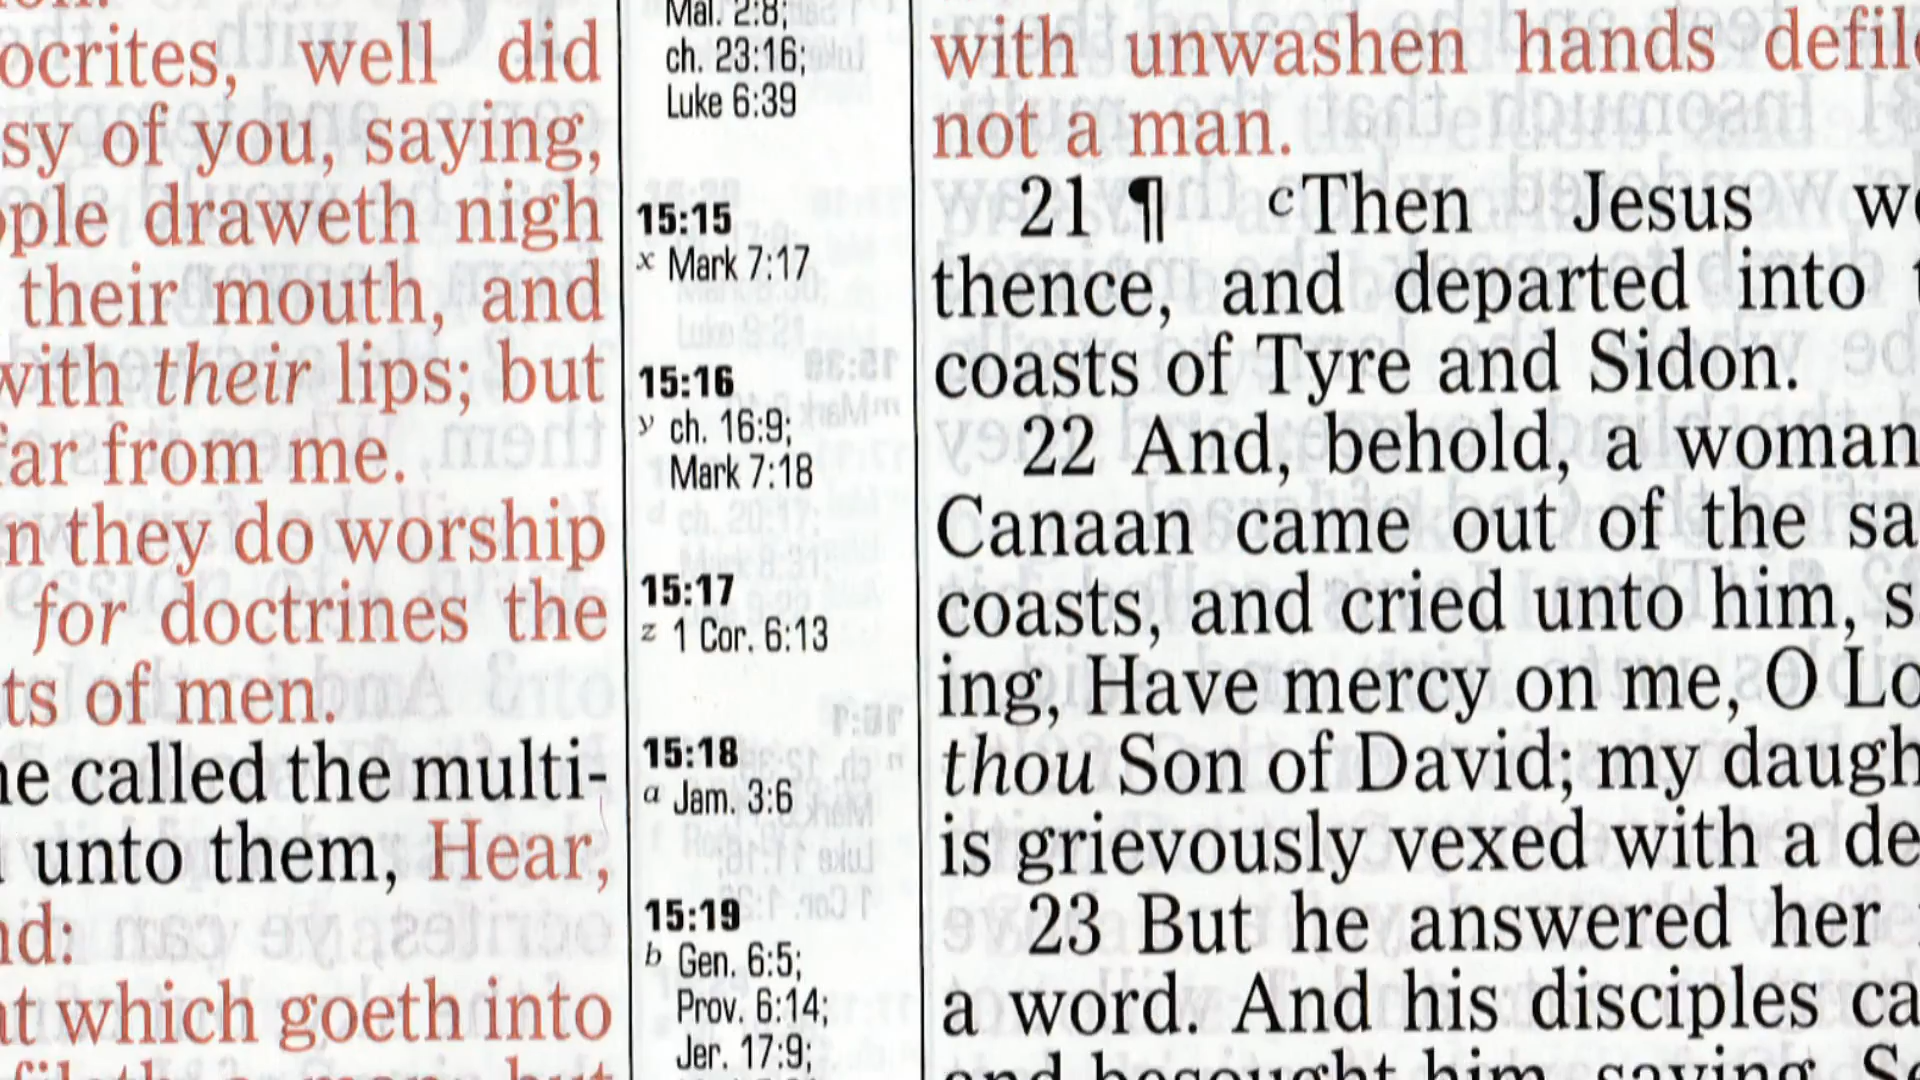 ocrites, well did
sy of you, saying,
ple draweth nigh
their mouth, and
with their lips; but
far from me.
n they do worship
for doctrines the
ts of men.
he called the multi-
unto them, Hear,
nd:
at which goeth into
Mal. 2:8;
ch. 23:16;
Luke 6:39
15:15
x Mark 7:17
15:16
y ch. 16:9;
Mark 7:18
15:17
z 1 Cor. 6:13
15:18
a Jam. 3:6
15:19
b Gen. 6:5;
Prov. 6:14;
Jer. 17:9;
with unwashen hands defile
not a man.
21 ¶ cThen Jesus we
thence, and departed into t
coasts of Tyre and Sidon.
22 And, behold, a woman
Canaan came out of the sa
coasts, and cried unto him, s
ing, Have mercy on me, O Lo
thou Son of David; my daugh
is grievously vexed with a de
23 But he answered her
a word. And his disciples ca
and besought him, saying, Se